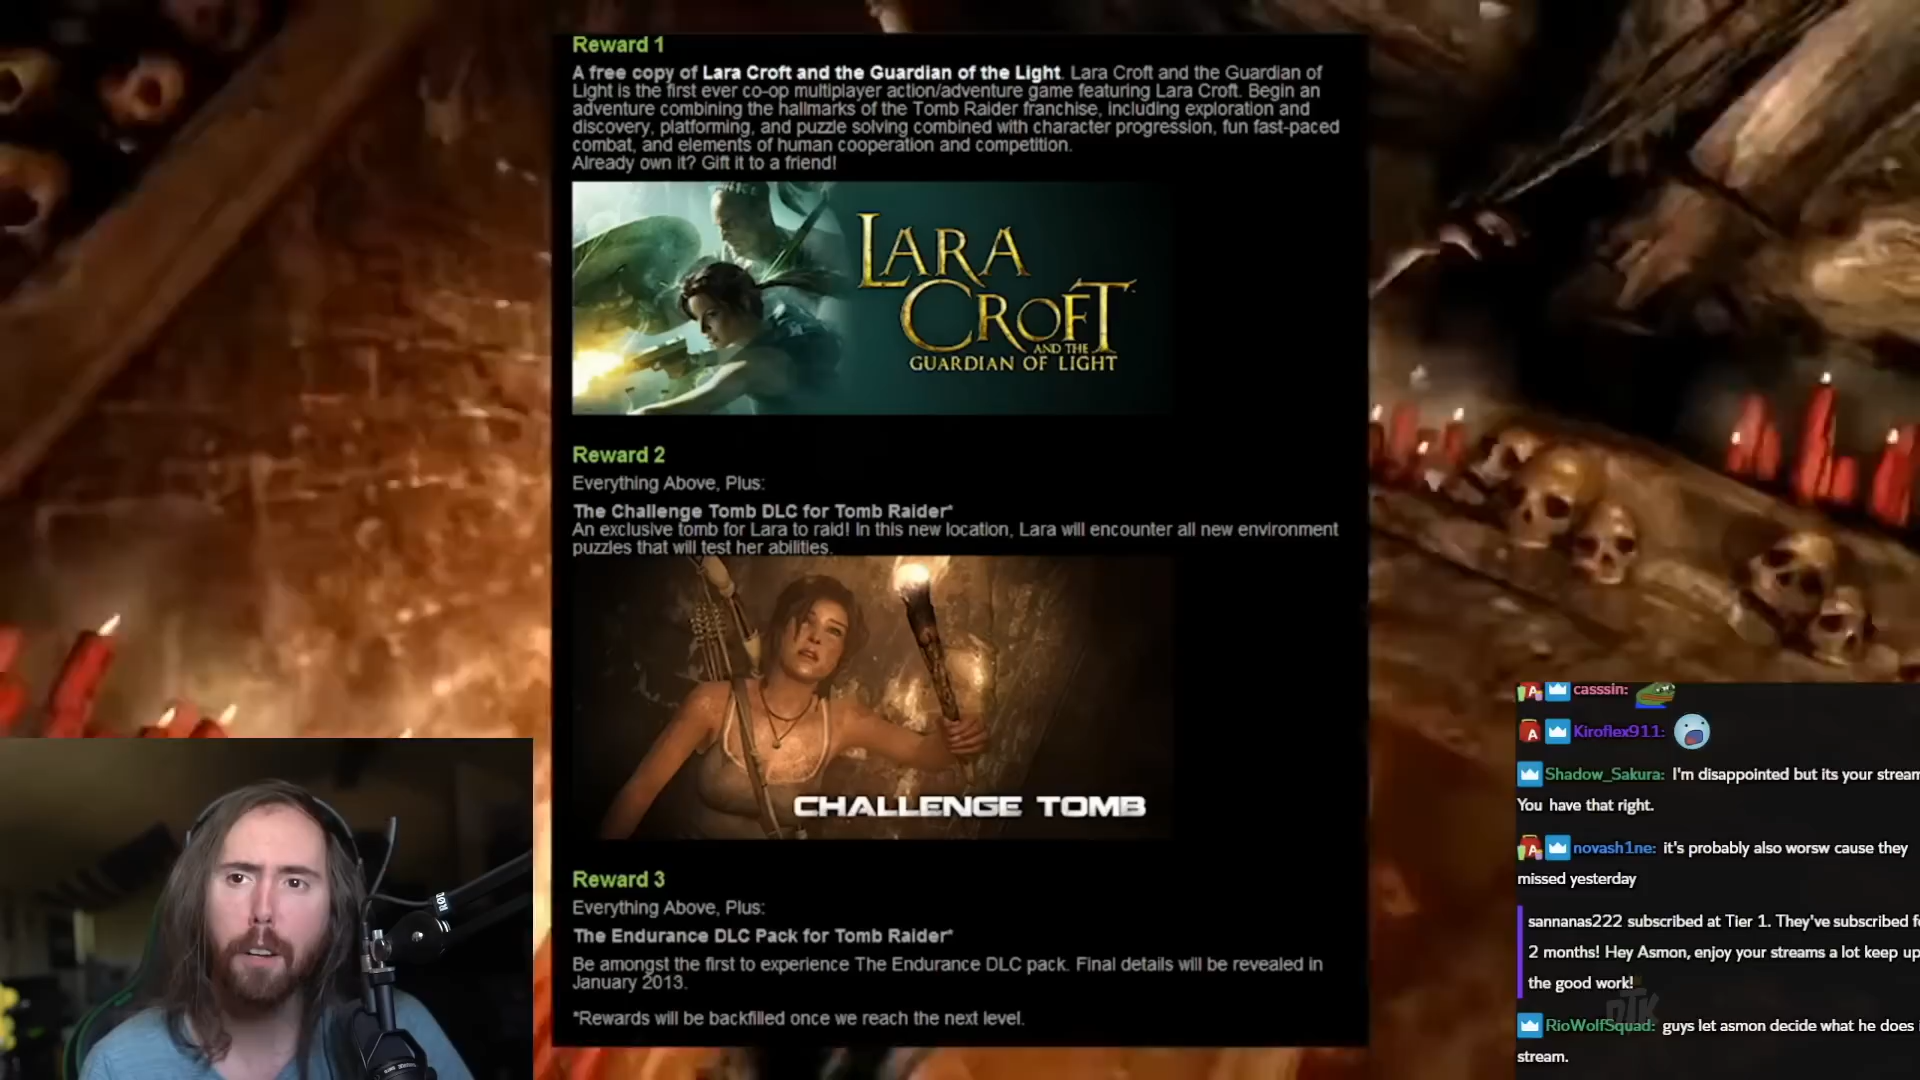 Reward 1
A free copy of Lara Croft and the Guardian of the Light. Lara Croft and the Guardian of
Light is the first ever co-op multiplayer action/adventure game featuring Lara Croft. Begin an
adventure combining the hallmarks of the Tomb Raider franchise, including exploration and
discovery, platforming, and puzzle solving combined with character progression, fun fast-paced
combat, and elements of human cooperation and competition.
Already own it? Gift it to a friend!
LARA
CROFT
AND THE
GUARDIAN OF LIGHT
Reward 2
Everything Above, Plus:
The Challenge Tomb DLC for Tomb Raider*
An exclusive tomb for Lara to raid! In this new location, Lara will encounter all new environment
puzzles that will test her abilities.
CHALLENGE TOMB
Reward 3
Everything Above, Plus:
The Endurance DLC Pack for Tomb Raider*
Be amongst the first to experience The Endurance DLC pack. Final details will be revealed in
January 2013.
*Rewards will be backfilled once we reach the next level.
casssin:
Kiroflex911:
Shadow_Sakura: I'm disappointed but its your stream
You have that right.
novash1ne: it's probably also worsw cause they
missed yesterday
sannanas222 subscribed at Tier 1. They've subscribed
2 months! Hey Asmon, enjoy your streams a lot keep up
the good work!
RioWolfSquad: guys let asmon decide what he does
stream.